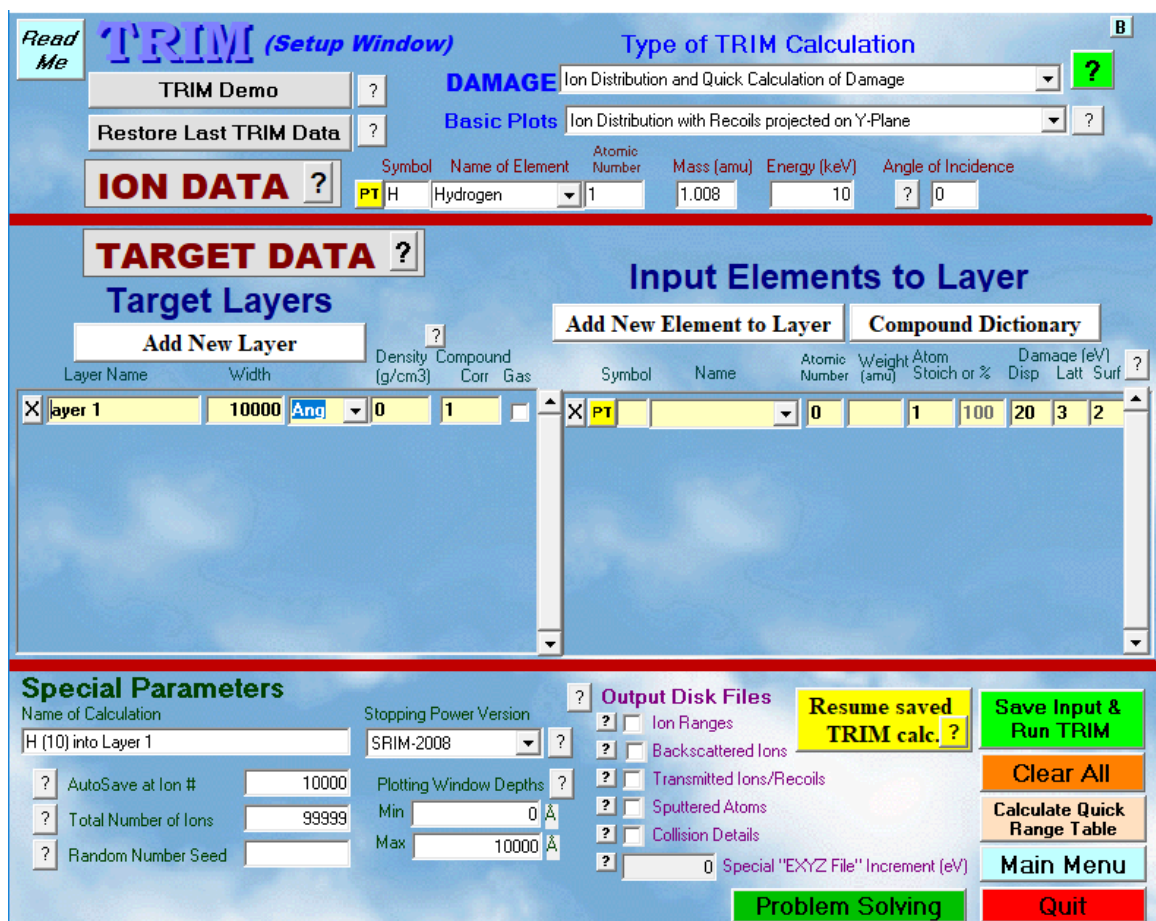 Read Me
TRIM (Setup Window)
Type of TRIM Calculation
B
TRIM Demo ?
DAMAGE Ion Distribution and Quick Calculation of Damage ?
Restore Last TRIM Data ?
Basic Plots Ion Distribution with Recoils projected on Y-Plane ?
ION DATA ?
Symbol Name of Element Atomic Number Mass (amu) Energy (keV) Angle of Incidence
PT H Hydrogen 1 1.008 10 ? 0
TARGET DATA ?
Target Layers
Input Elements to Layer
Add New Layer
?
Add New Element to Layer Compound Dictionary
Layer Name Width Density (g/cm3) Compound Corr Gas
Symbol Name Atomic Number Weight (amu) Atom Stoich or % Damage (eV) Disp Latt Surf ?
X ayer 1 10000 Ang 0 1
X PT 0 1 100 20 3 2
Special Parameters
Name of Calculation
H (10) into Layer 1
Stopping Power Version ?
SRIM-2008 ?
? AutoSave at Ion # 10000
? Total Number of Ions 99999
? Random Number Seed
Plotting Window Depths ?
Min 0 Å
Max 10000 Å
Output Disk Files
? Ion Ranges
? Backscattered Ions
? Transmitted Ions/Recoils
? Sputtered Atoms
? Collision Details
? 0 Special "EXYZ File" Increment (eV)
Resume saved
TRIM calc. ?
Save Input &
Run TRIM
Clear All
Calculate Quick
Range Table
Main Menu
Problem Solving
Quit